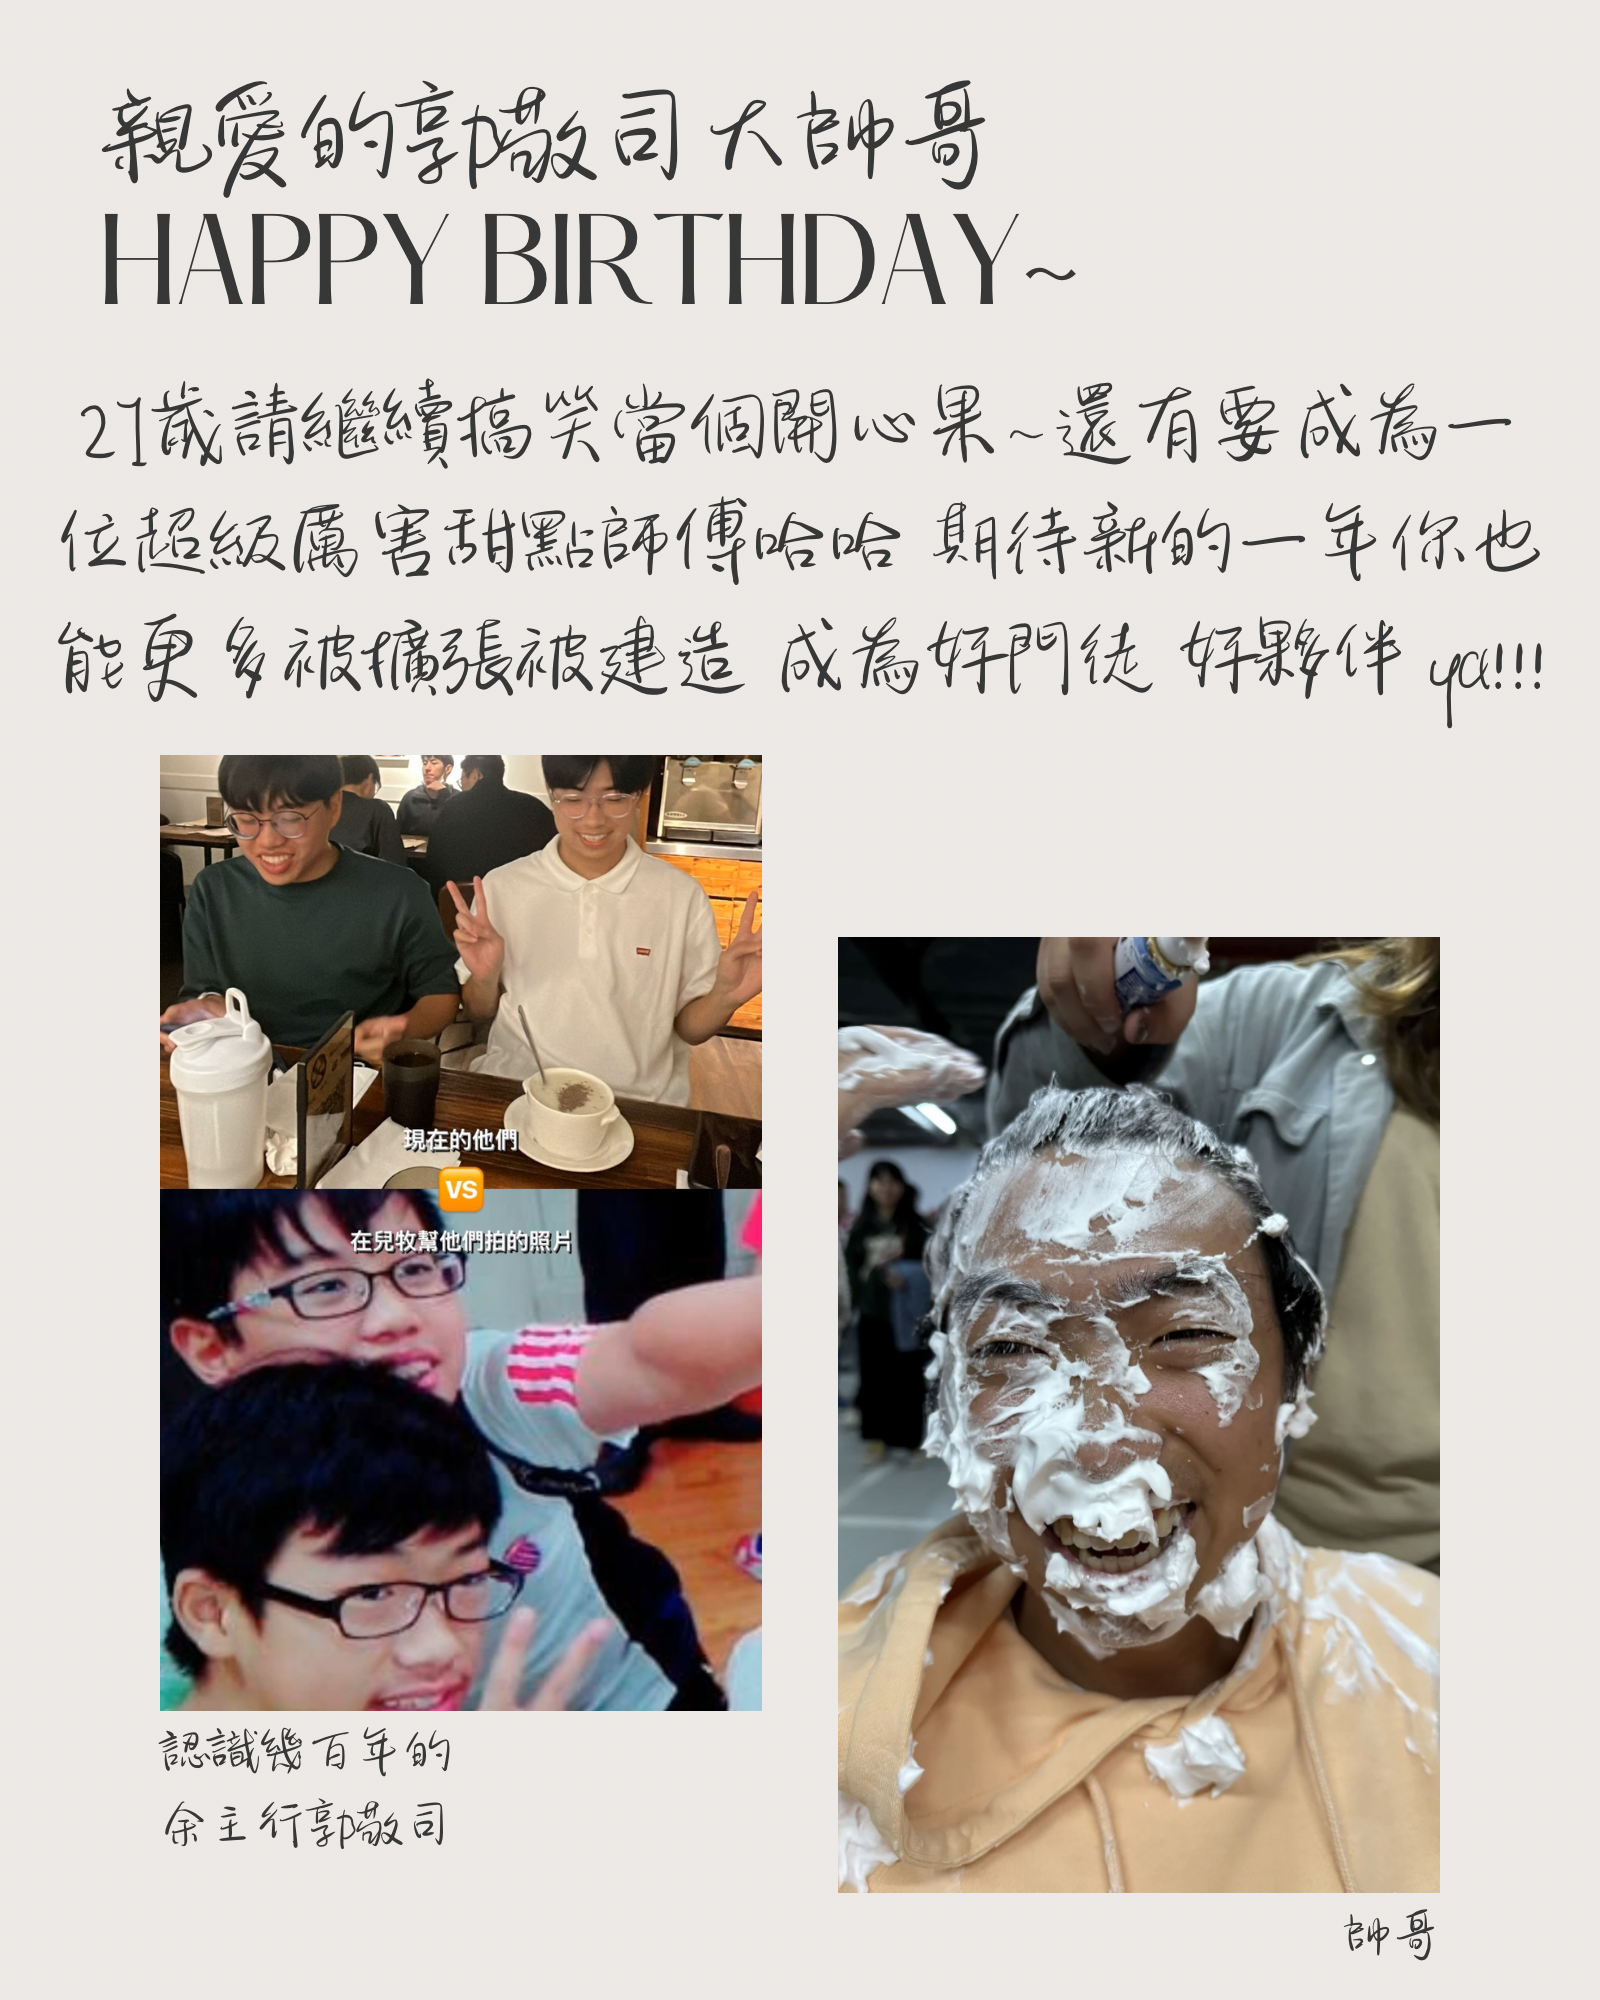 親愛的郭敬司大帥哥
HAPPY BIRTHDAY~
21歲請繼續搞笑當個開心果~還有要成為一
位超級厲害甜點師傅哈哈 期待新的一年你也
能更多被擴張被建造 成為好門徒 好夥伴 ya!!!
現在的他們
VS
在兒牧幫他們拍的照片
認識幾百年的
余主行郭敬司
帥哥